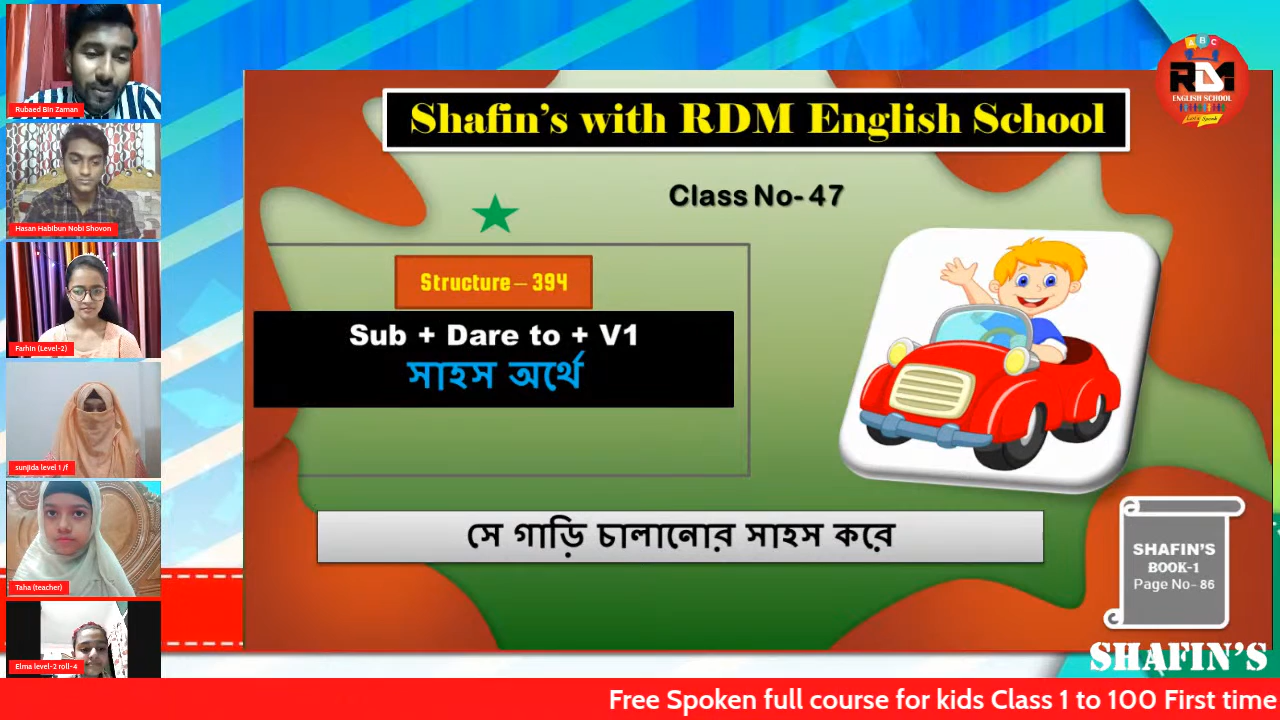 Rubaed Bin Zaman
Hasan Habibun Nobi Shovon
Farhin (Level-2)
sunjida level 1 /f
Taha (teacher)
Elma level-2 roll-4
A B C
RDM
ENGLISH SCHOOL
Let's Speak
Shafin's with RDM English School
Class No- 47
Structure – 394
Sub + Dare to + V1
সাহস অর্থে
সে গাড়ি চালানোর সাহস করে
SHAFIN'S
BOOK-1
Page No- 86
SHAFIN'S
Free Spoken full course for kids Class 1 to 100 First time